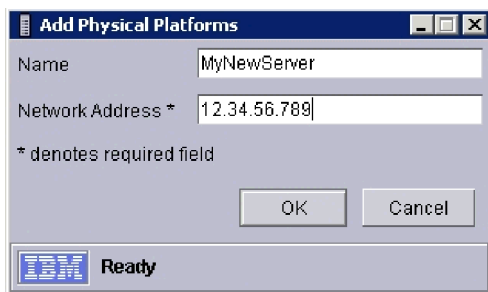 Add Physical Platforms
Name MyNewServer
Network Address * 12.34.56.789
* denotes required field
OK Cancel
IBM Ready